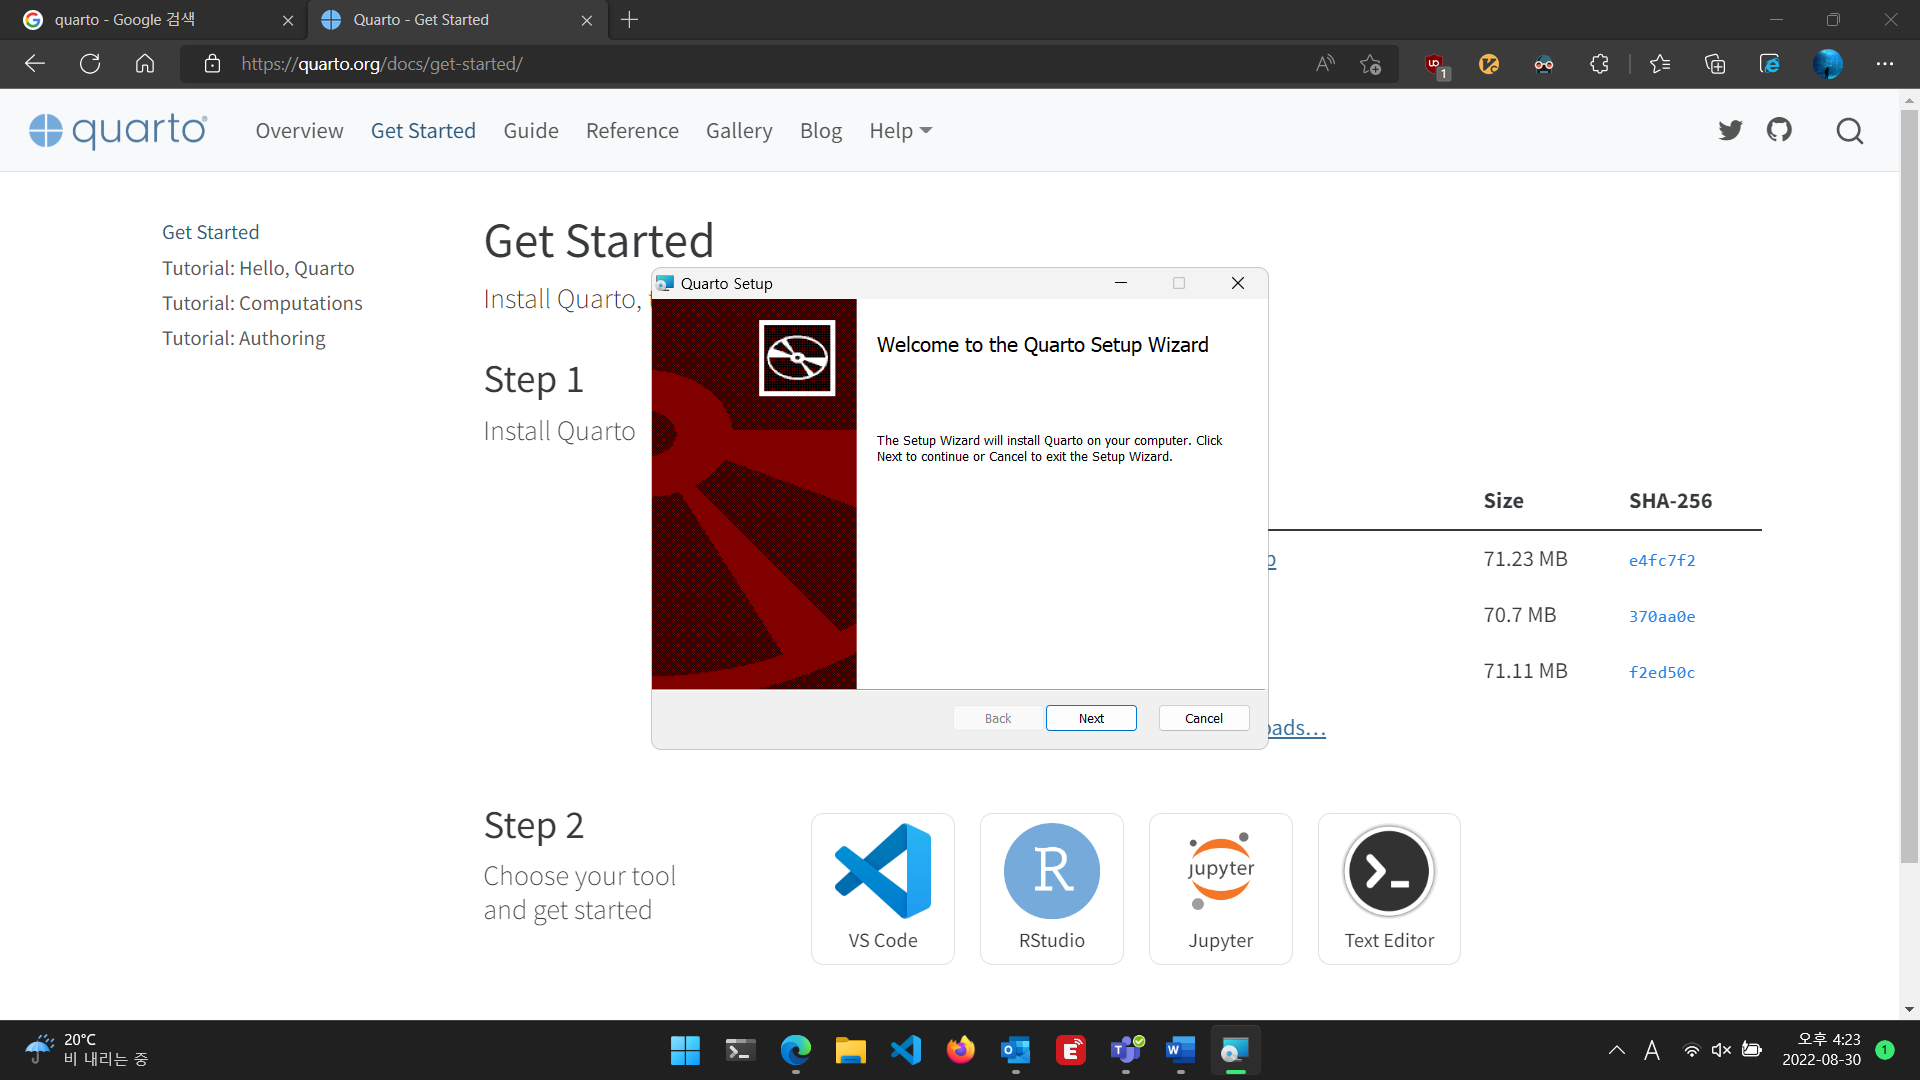 quarto - Google 검색
Quarto - Get Started
https://quarto.org/docs/get-started/
1
quarto
Overview
Get Started
Guide
Reference
Gallery
Blog
Help
Get Started
Tutorial: Hello, Quarto
Tutorial: Computations
Tutorial: Authoring
Get Started
Install Quarto,
Quarto Setup
Welcome to the Quarto Setup Wizard
The Setup Wizard will install Quarto on your computer. Click
Next to continue or Cancel to exit the Setup Wizard.
Back
Next
Cancel
Step 1
Install Quarto
Size
SHA-256
71.23 MB
e4fc7f2
70.7 MB
370aa0e
71.11 MB
f2ed50c
oads…
Step 2
Choose your tool
and get started
VS Code
R
RStudio
jupyter
Jupyter
Text Editor
20°C
비 내리는 중
A
오후 4:23
2022-08-30
1